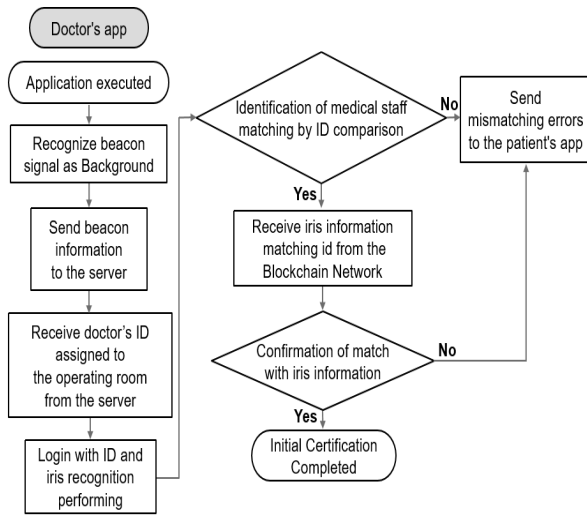 Doctor's app
Application executed
Recognize beacon
signal as Background
Send beacon
information
to the server
Receive doctor's ID
assigned to
the operating room
from the server
Login with ID and
iris recognition
performing
Identification of medical staff
matching by ID comparison
No
Yes
Send
mismatching errors
to the patient's app
Receive iris information
matching id from the
Blockchain Network
Confirmation of match
with iris information
No
Yes
Initial Certification
Completed